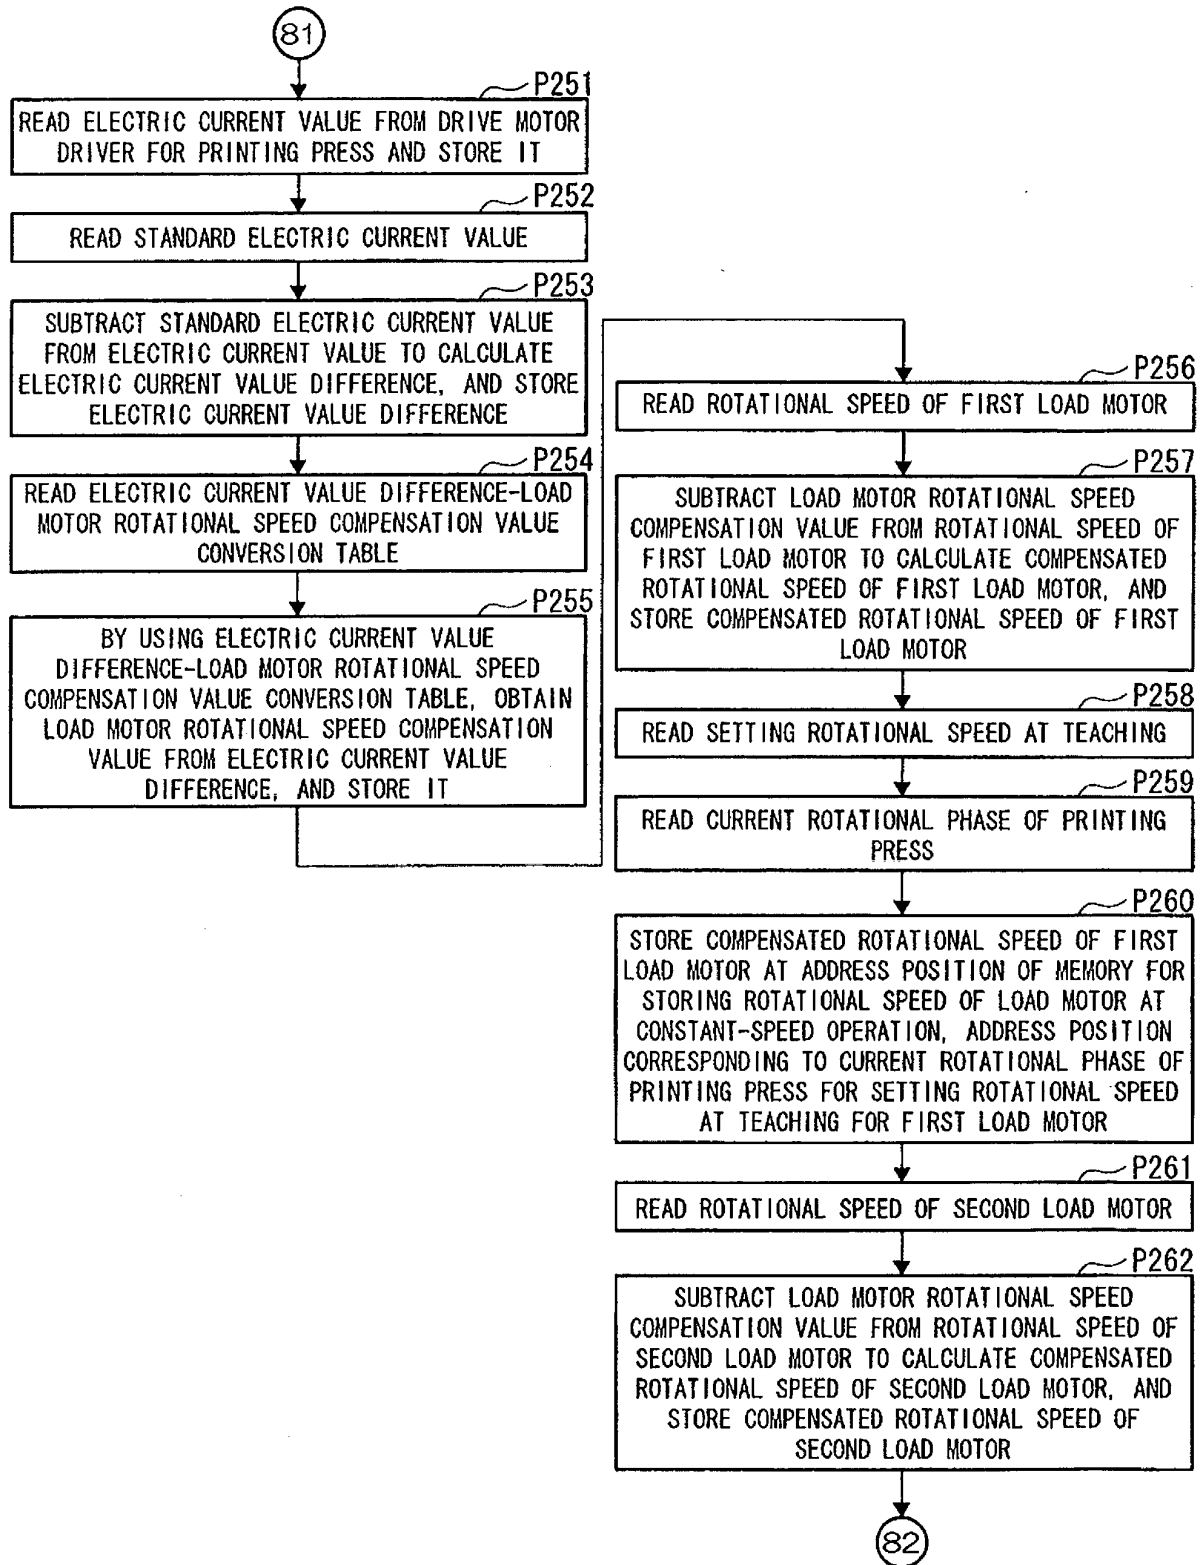 81
P251
READ ELECTRIC CURRENT VALUE FROM DRIVE MOTOR
DRIVER FOR PRINTING PRESS AND STORE IT
P252
READ STANDARD ELECTRIC CURRENT VALUE
P253
SUBTRACT STANDARD ELECTRIC CURRENT VALUE
FROM ELECTRIC CURRENT VALUE TO CALCULATE
ELECTRIC CURRENT VALUE DIFFERENCE, AND STORE
ELECTRIC CURRENT VALUE DIFFERENCE
P254
READ ELECTRIC CURRENT VALUE DIFFERENCE-LOAD
MOTOR ROTATIONAL SPEED COMPENSATION VALUE
CONVERSION TABLE
P255
BY USING ELECTRIC CURRENT VALUE
DIFFERENCE-LOAD MOTOR ROTATIONAL SPEED
COMPENSATION VALUE CONVERSION TABLE, OBTAIN
LOAD MOTOR ROTATIONAL SPEED COMPENSATION
VALUE FROM ELECTRIC CURRENT VALUE
DIFFERENCE, AND STORE IT
P256
READ ROTATIONAL SPEED OF FIRST LOAD MOTOR
P257
SUBTRACT LOAD MOTOR ROTATIONAL SPEED
COMPENSATION VALUE FROM ROTATIONAL SPEED OF
FIRST LOAD MOTOR TO CALCULATE COMPENSATED
ROTATIONAL SPEED OF FIRST LOAD MOTOR, AND
STORE COMPENSATED ROTATIONAL SPEED OF FIRST
LOAD MOTOR
P258
READ SETTING ROTATIONAL SPEED AT TEACHING
P259
READ CURRENT ROTATIONAL PHASE OF PRINTING
PRESS
P260
STORE COMPENSATED ROTATIONAL SPEED OF FIRST
LOAD MOTOR AT ADDRESS POSITION OF MEMORY FOR
STORING ROTATIONAL SPEED OF LOAD MOTOR AT
CONSTANT-SPEED OPERATION, ADDRESS POSITION
CORRESPONDING TO CURRENT ROTATIONAL PHASE OF
PRINTING PRESS FOR SETTING ROTATIONAL SPEED
AT TEACHING FOR FIRST LOAD MOTOR
P261
READ ROTATIONAL SPEED OF SECOND LOAD MOTOR
P262
SUBTRACT LOAD MOTOR ROTATIONAL SPEED
COMPENSATION VALUE FROM ROTATIONAL SPEED OF
SECOND LOAD MOTOR TO CALCULATE COMPENSATED
ROTATIONAL SPEED OF SECOND LOAD MOTOR, AND
STORE COMPENSATED ROTATIONAL SPEED OF
SECOND LOAD MOTOR
82